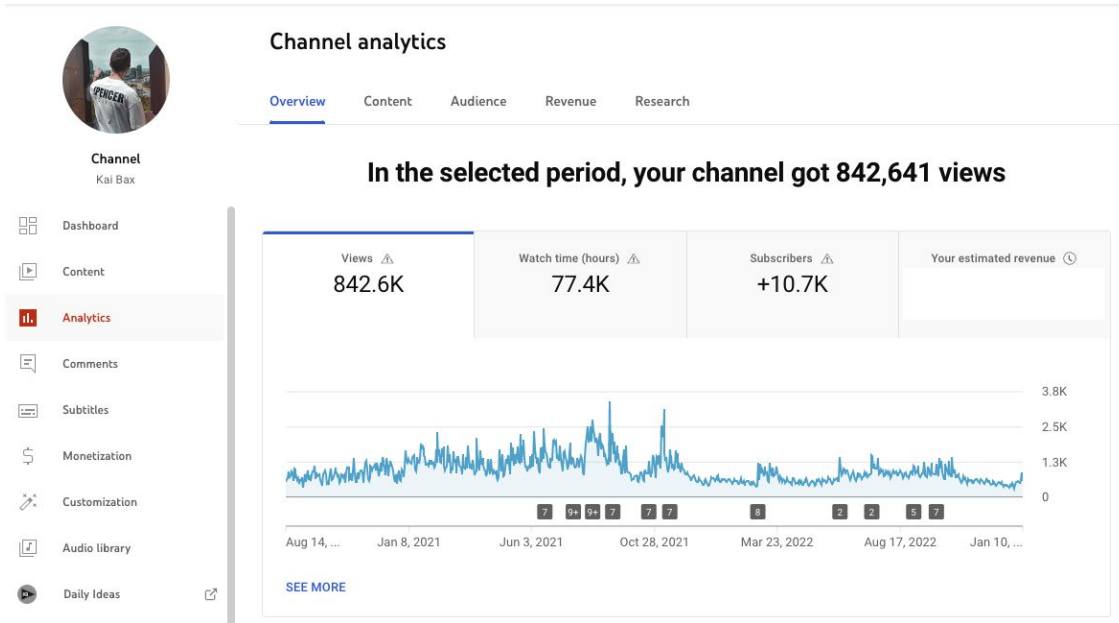 Channel analytics
Overview Content Audience Revenue Research
PENCER
Channel
Kai Bax
In the selected period, your channel got 842,641 views
Dashboard
Content
Analytics
Comments
Subtitles
Monetization
Customization
Audio library
Daily Ideas
Views Watch time (hours) Subscribers Your estimated revenue
842.6K 77.4K +10.7K
3.8K
2.5K
1.3K
0
7 9+ 9+ 7 7 7 8 2 2 5 7
Aug 14, ... Jan 8, 2021 Jun 3, 2021 Oct 28, 2021 Mar 23, 2022 Aug 17, 2022 Jan 10, ...
SEE MORE